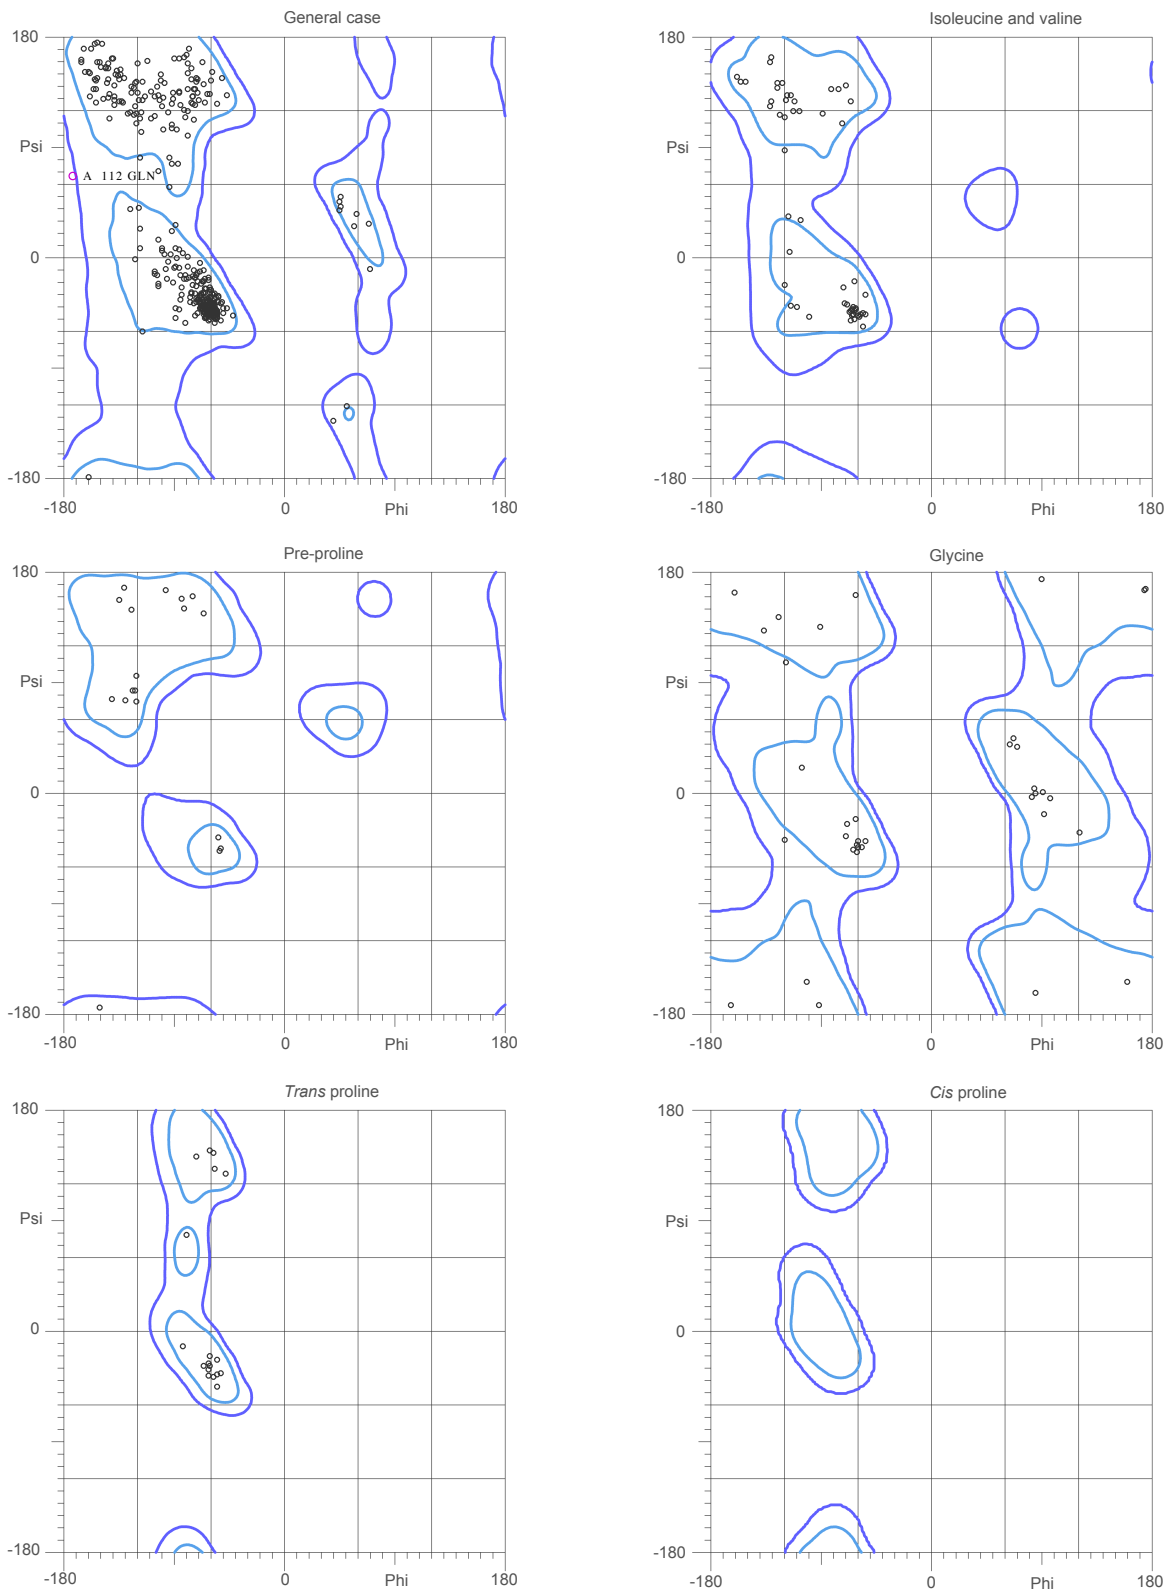 General case
Isoleucine and valine
180
180
Psi
Psi
A 112 GLN
0
0
-180
-180
-180
0
Phi
180
-180
0
Phi
180
Pre-proline
Glycine
180
180
Psi
Psi
0
0
-180
-180
-180
0
Phi
180
-180
0
Phi
180
Trans proline
Cis proline
180
180
Psi
Psi
0
0
-180
-180
-180
0
Phi
180
-180
0
Phi
180